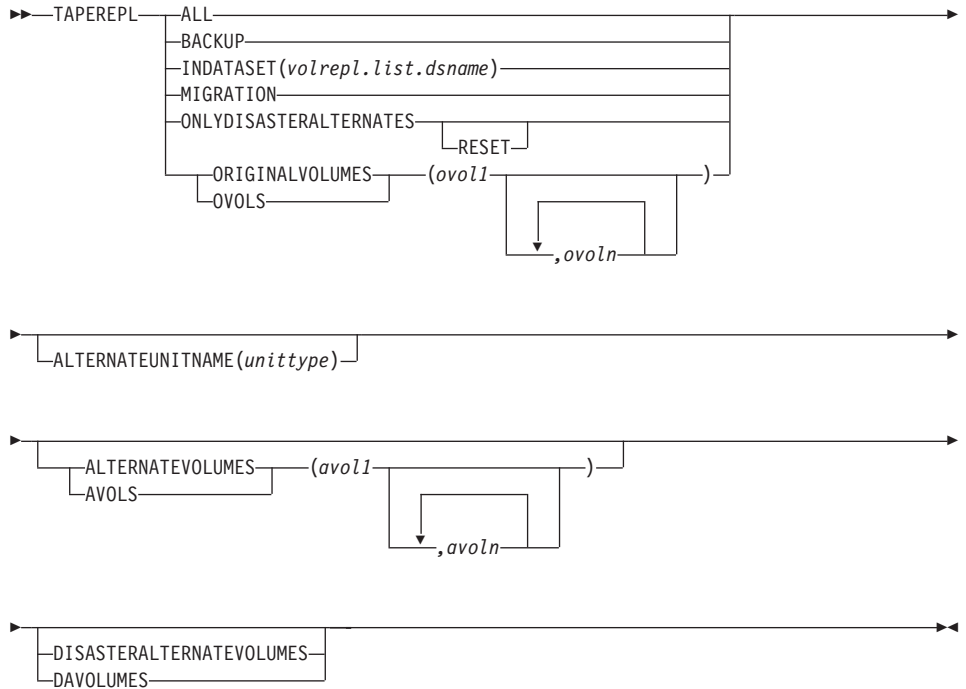 TAPEREPL ALL
BACKUP
INDATASET(volrepl.list.dsname)
MIGRATION
ONLYDISASTERALTERNATES
RESET
ORIGINALVOLUMES (ovol1 )
OVOLS
,ovoln
ALTERNATEUNITNAME(unittype)
ALTERNATEVOLUMES (avol1 )
AVOLS
,avoln
DISASTERALTERNATEVOLUMES
DAVOLUMES